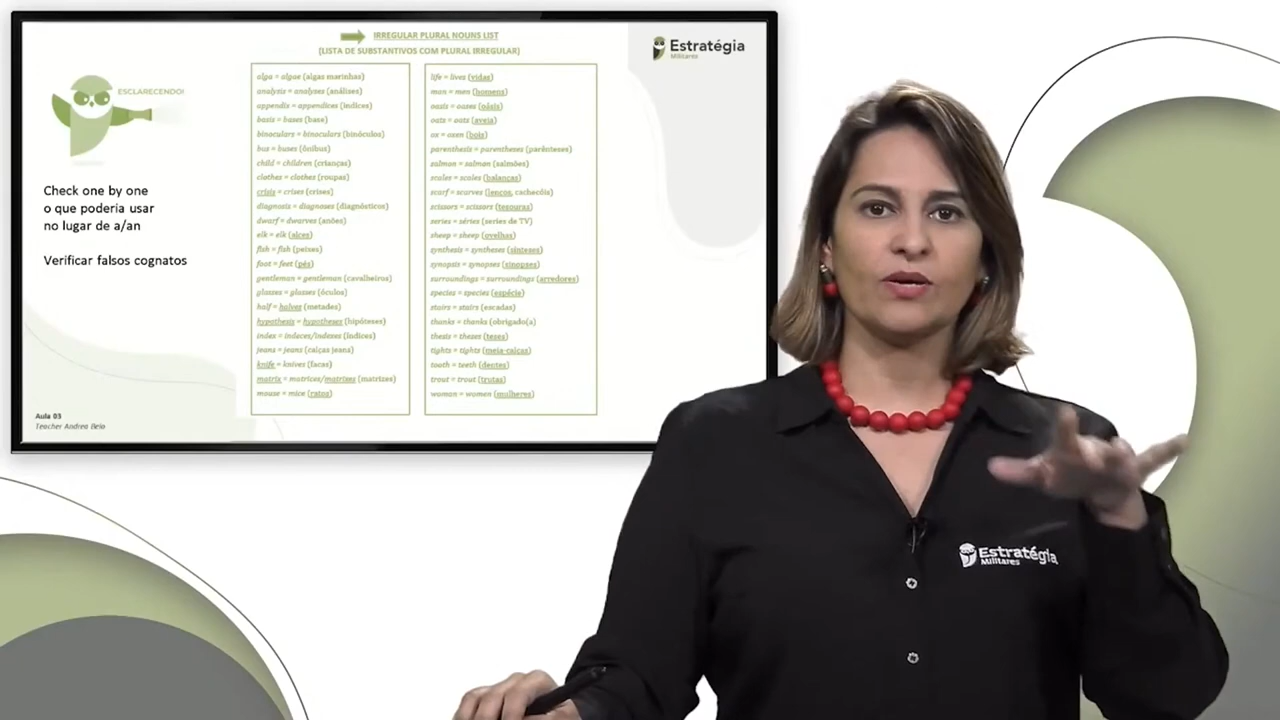 IRREGULAR PLURAL NOUNS LIST
(LISTA DE SUBSTANTIVOS COM PLURAL IRREGULAR)
Estratégia
Militares
ESCLARECENDO!
Check one by one
o que poderia usar
no lugar de a/an
Verificar falsos cognatos
alga = algae (algas marinhas)
analysis = analyses (análises)
appendix = appendices (índices)
basis = bases (base)
binoculars = binoculars (binóculos)
bus = buses (ônibus)
child = children (crianças)
clothes = clothes (roupas)
crisis = crises (crises)
diagnosis = diagnoses (diagnósticos)
dwarf = dwarves (anões)
elk = elk (alces)
fish = fish (peixes)
foot = feet (pés)
gentleman = gentlemen (cavalheiros)
glasses = glasses (óculos)
half = halves (metades)
hypothesis = hypotheses (hipóteses)
index = indeces/indexes (índices)
jeans = jeans (calças jeans)
knife = knives (facas)
matrix = matrices/matrixes (matrizes)
mouse = mice (ratos)
life = lives (vidas)
man = men (homens)
oasis = oases (oásis)
oats = oats (aveia)
ox = oxen (bois)
parenthesis = parentheses (parênteses)
salmon = salmon (salmões)
scales = scales (balanças)
scarf = scarves (lenços, cachecóis)
scissors = scissors (tesouras)
series = séries (series de TV)
sheep = sheep (ovelhas)
synthesis = syntheses (sínteses)
synopsis = synopses (sinopses)
surroundings = surroundings (arredores)
species = species (espécie)
stairs = stairs (escadas)
thanks = thanks (obrigado(a)
thesis = theses (teses)
tights = tights (meia-calças)
tooth = teeth (dentes)
trout = trout (trutas)
woman = women (mulheres)
Aula 03
Teacher Andrea Belo
Estratégia
Militares